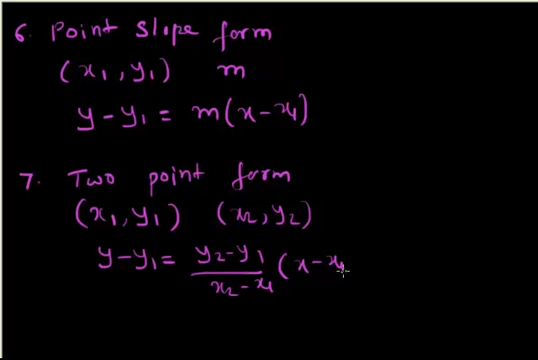 6. Point Slope form
(x₁, y₁) m
y - y₁ = m(x - x₁)
7. Two point form
(x₁, y₁) (x₂, y₂)
y - y₁ = y₂ - y₁ / x₂ - x₁ (x - x₁